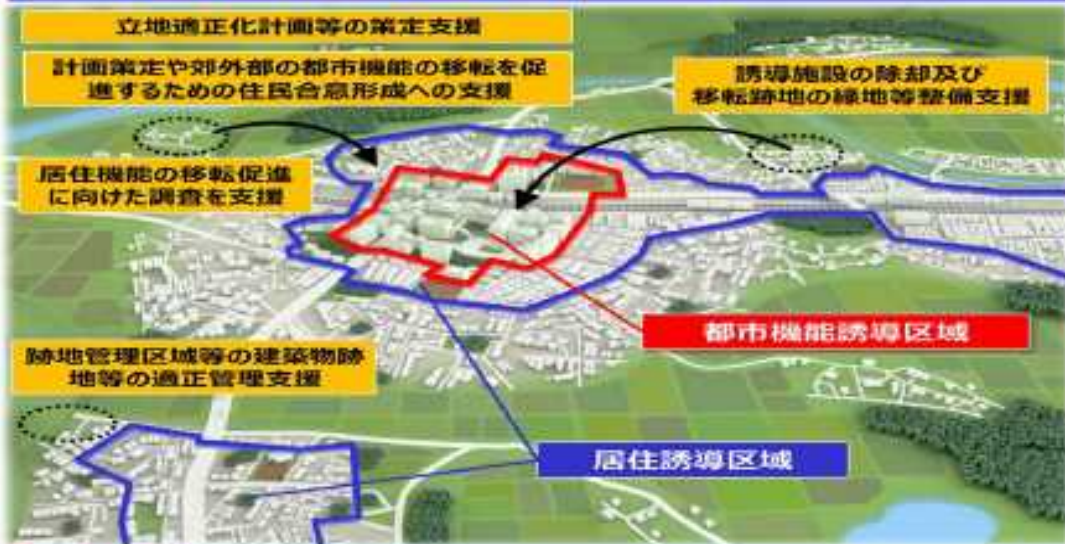 立地適正化計画等の策定支援
計画策定や郊外部の都市機能の移転を促
進するための住民合意形成への支援
誘導施設の除却及び
移転跡地の緑地等整備支援
居住機能の移転促進
に向けた調査を支援
都市機能誘導区域
跡地管理区域等の建築物跡
地等の適正管理支援
居住誘導区域